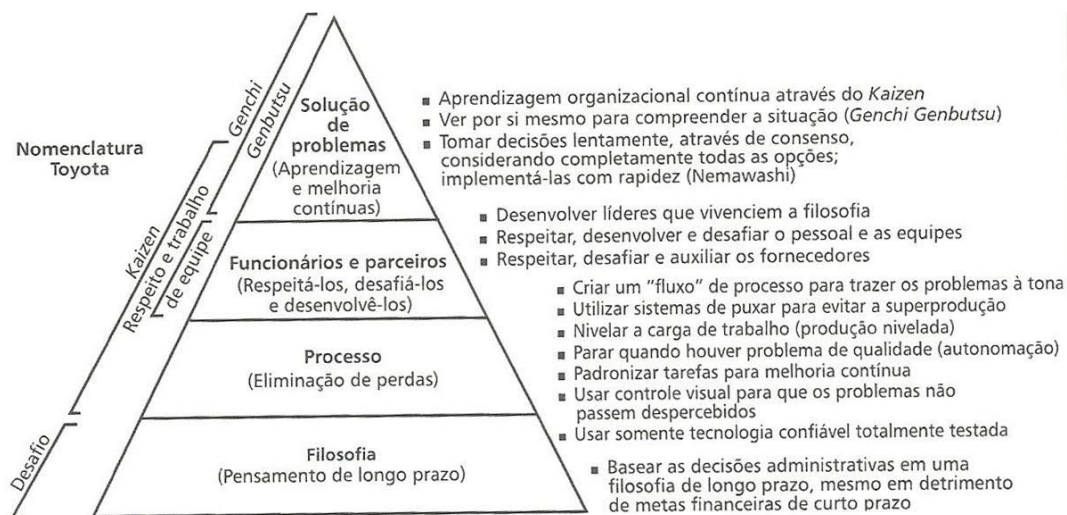 Nomenclatura
Toyota
Genchi
Genbutsu
Kaizen
Respeito e trabalho
de equipe
Desafio
Solução
de
problemas
(Aprendizagem
e melhoria
contínuas)
▪ Aprendizagem organizacional contínua através do Kaizen
▪ Ver por si mesmo para compreender a situação (Genchi Genbutsu)
▪ Tomar decisões lentamente, através de consenso,
considerando completamente todas as opções;
implementá-las com rapidez (Nemawashi)
Funcionários e parceiros
(Respeitá-los, desafiá-los
e desenvolvê-los)
▪ Desenvolver líderes que vivenciem a filosofia
▪ Respeitar, desenvolver e desafiar o pessoal e as equipes
▪ Respeitar, desafiar e auxiliar os fornecedores
Processo
(Eliminação de perdas)
▪ Criar um "fluxo" de processo para trazer os problemas à tona
▪ Utilizar sistemas de puxar para evitar a superprodução
▪ Nivelar a carga de trabalho (produção nivelada)
▪ Parar quando houver problema de qualidade (autonomação)
▪ Padronizar tarefas para melhoria contínua
▪ Usar controle visual para que os problemas não
passem despercebidos
▪ Usar somente tecnologia confiável totalmente testada
Filosofia
(Pensamento de longo prazo)
▪ Basear as decisões administrativas em uma
filosofia de longo prazo, mesmo em detrimento
de metas financeiras de curto prazo